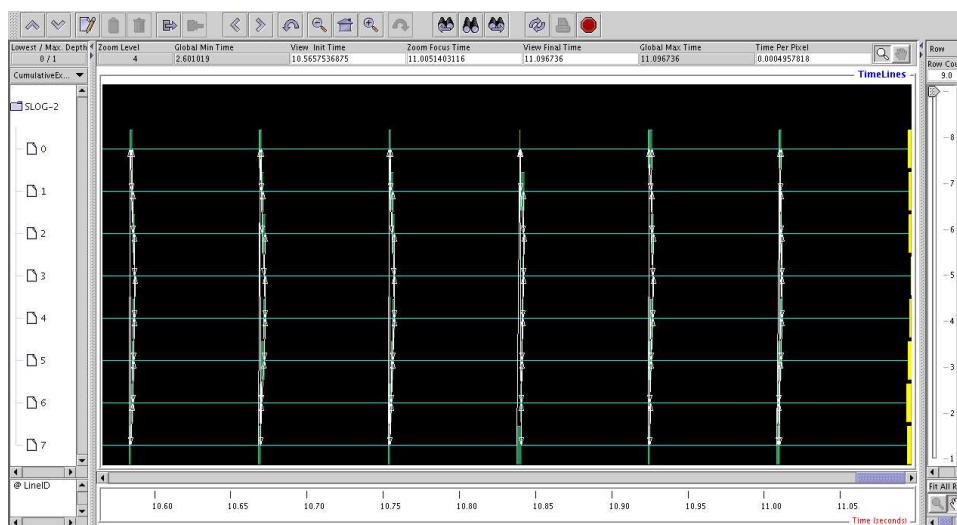 Lowest / Max. Depth
0 / 1
Zoom Level
4
Global Min Time
2.601019
View Init Time
10.5657536875
Zoom Focus Time
11.0051403116
View Final Time
11.096736
Global Max Time
11.096736
Time Per Pixel
0.0004957818
Row
Row Cou
9.0
CumulativeEx...
TimeLines
SLOG-2
0
1
2
3
4
5
6
7
8
7
6
5
4
3
2
1
@ LineID
Fit All R
10.60
10.65
10.70
10.75
10.80
10.85
10.90
10.95
11.00
11.05
Time (seconds)